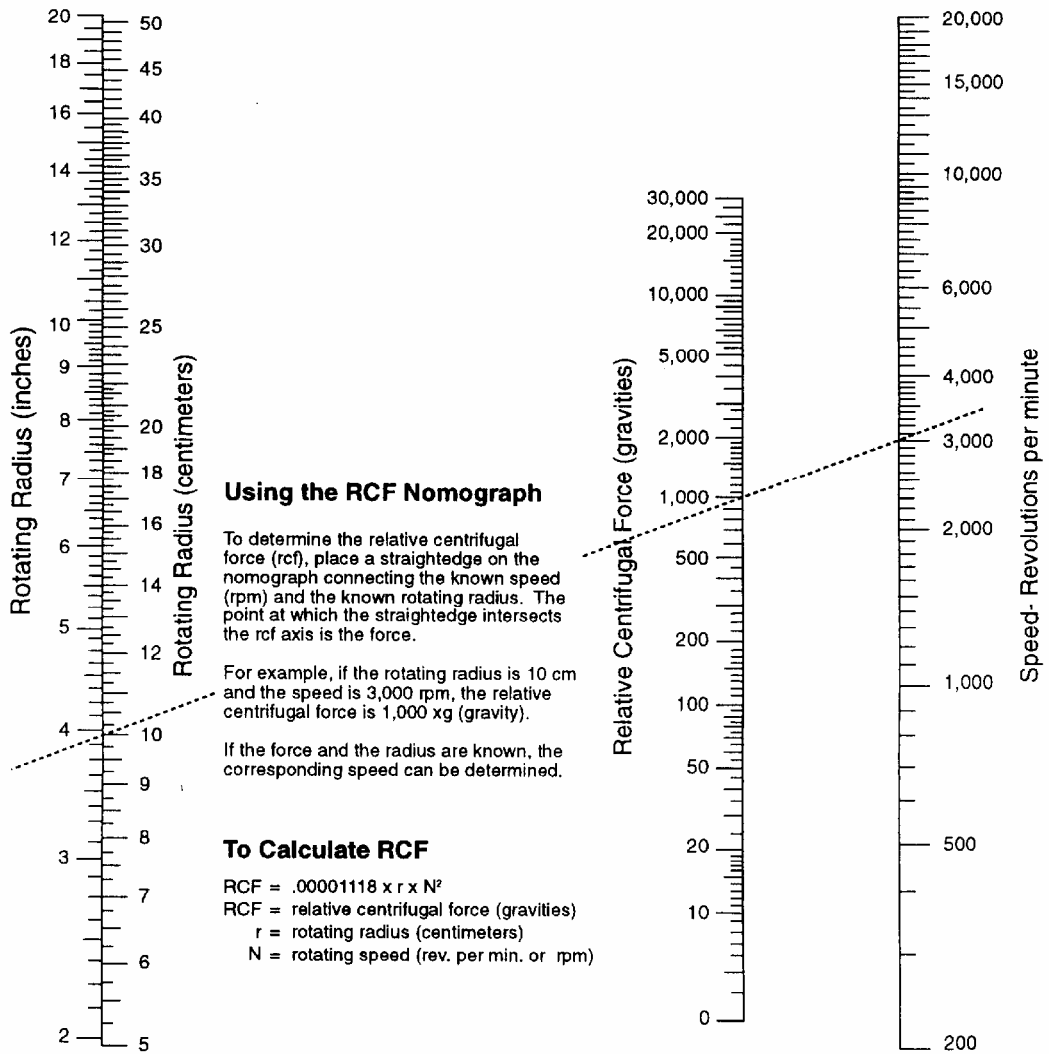 Rotating Radius (inches)
20
18
16
14
12
10
9
8
7
6
5
4
3
2
50
45
40
35
30
25
20
18
16
14
12
10
9
8
7
6
5
Rotating Radius (centimeters)
Using the RCF Nomograph
To determine the relative centrifugal
force (rcf), place a straightedge on the
nomograph connecting the known speed
(rpm) and the known rotating radius. The
point at which the straightedge intersects
the rcf axis is the force.
For example, if the rotating radius is 10 cm
and the speed is 3,000 rpm, the relative
centrifugal force is 1,000 xg (gravity).
If the force and the radius are known, the
corresponding speed can be determined.
To Calculate RCF
RCF = .00001118 x r x N²
RCF = relative centrifugal force (gravities)
r = rotating radius (centimeters)
N = rotating speed (rev. per min. or rpm)
Relative Centrifugal Force (gravities)
30,000
20,000
10,000
5,000
2,000
1,000
500
200
100
50
20
10
0
20,000
15,000
10,000
6,000
4,000
3,000
2,000
1,000
500
200
Speed- Revolutions per minute